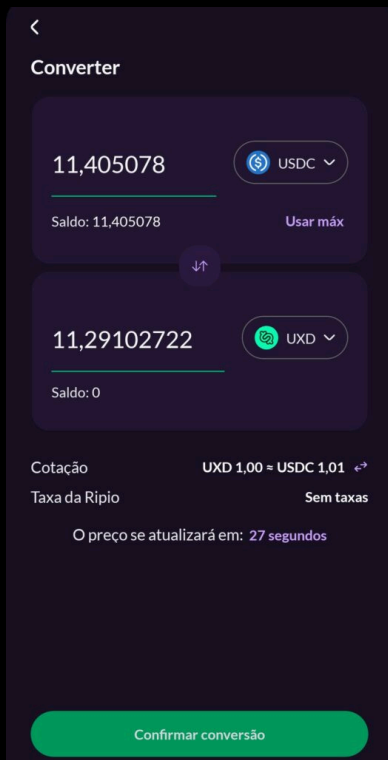 Converter
11,405078
USDC
Saldo: 11,405078
Usar máx
11,29102722
UXD
Saldo: 0
Cotação
UXD 1,00 ≈ USDC 1,01
Taxa da Ripio
Sem taxas
O preço se atualizará em: 27 segundos
Confirmar conversão